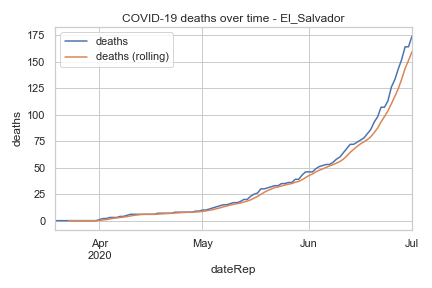 COVID-19 deaths over time - El_Salvador
deaths
deaths (rolling)
175
150
125
100
75
50
25
0
deaths
Apr
2020
May
Jun
Jul
dateRep